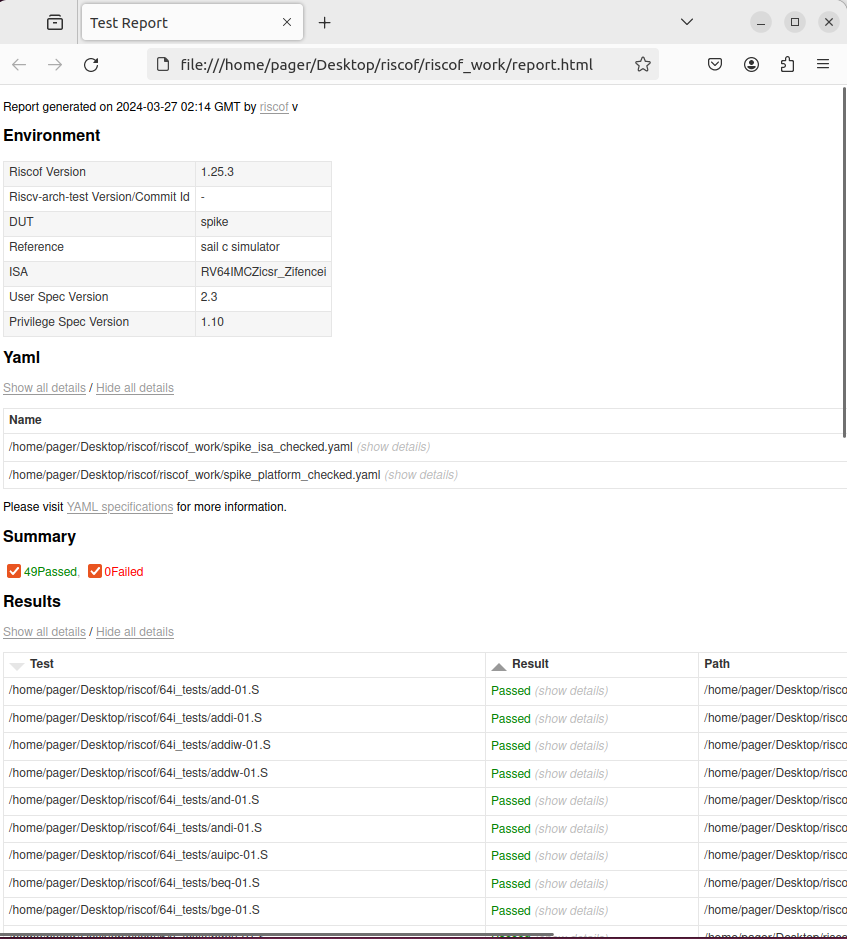 Test Report
file:///home/pager/Desktop/riscof/riscof_work/report.html
Report generated on 2024-03-27 02:14 GMT by riscof v
Environment
Riscof Version 1.25.3
Riscv-arch-test Version/Commit Id -
DUT spike
Reference sail c simulator
ISA RV64IMCZicsr_Zifencei
User Spec Version 2.3
Privilege Spec Version 1.10
Yaml
Show all details / Hide all details
Name
/home/pager/Desktop/riscof/riscof_work/spike_isa_checked.yaml (show details)
/home/pager/Desktop/riscof/riscof_work/spike_platform_checked.yaml (show details)
Please visit YAML specifications for more information.
Summary
49Passed, 0Failed
Results
Show all details / Hide all details
Test Result Path
/home/pager/Desktop/riscof/64i_tests/add-01.S Passed (show details) /home/pager/Desktop/risco
/home/pager/Desktop/riscof/64i_tests/addi-01.S Passed (show details) /home/pager/Desktop/risco
/home/pager/Desktop/riscof/64i_tests/addiw-01.S Passed (show details) /home/pager/Desktop/risco
/home/pager/Desktop/riscof/64i_tests/addw-01.S Passed (show details) /home/pager/Desktop/risco
/home/pager/Desktop/riscof/64i_tests/and-01.S Passed (show details) /home/pager/Desktop/risco
/home/pager/Desktop/riscof/64i_tests/andi-01.S Passed (show details) /home/pager/Desktop/risco
/home/pager/Desktop/riscof/64i_tests/auipc-01.S Passed (show details) /home/pager/Desktop/risco
/home/pager/Desktop/riscof/64i_tests/beq-01.S Passed (show details) /home/pager/Desktop/risco
/home/pager/Desktop/riscof/64i_tests/bge-01.S Passed (show details) /home/pager/Desktop/risco